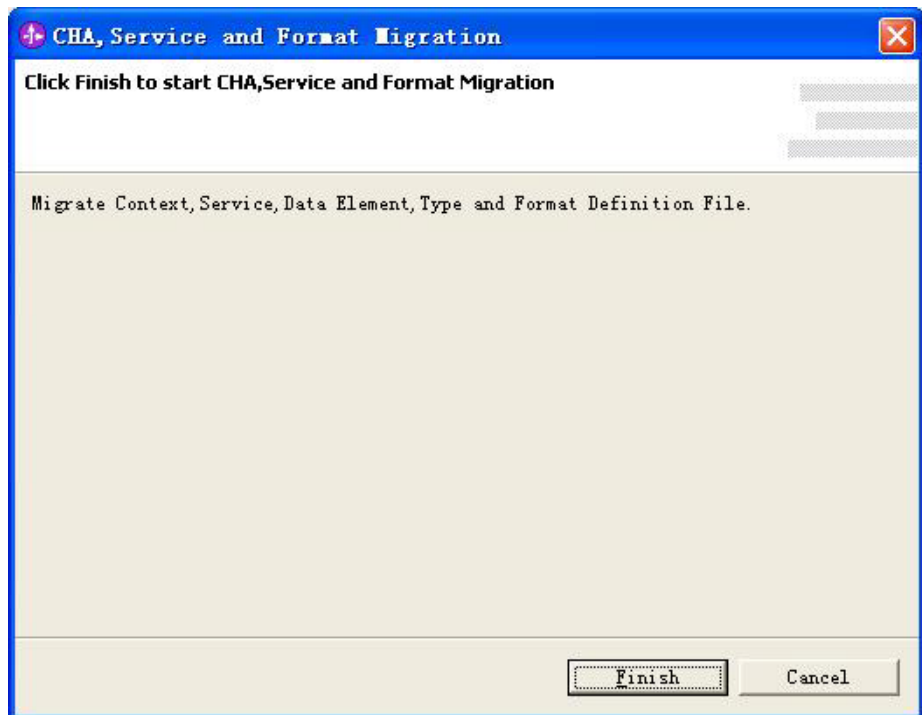 CHA,Service and Format Migration
Click Finish to start CHA,Service and Format Migration
Migrate Context,Service,Data Element,Type and Format Definition File.
Finish
Cancel